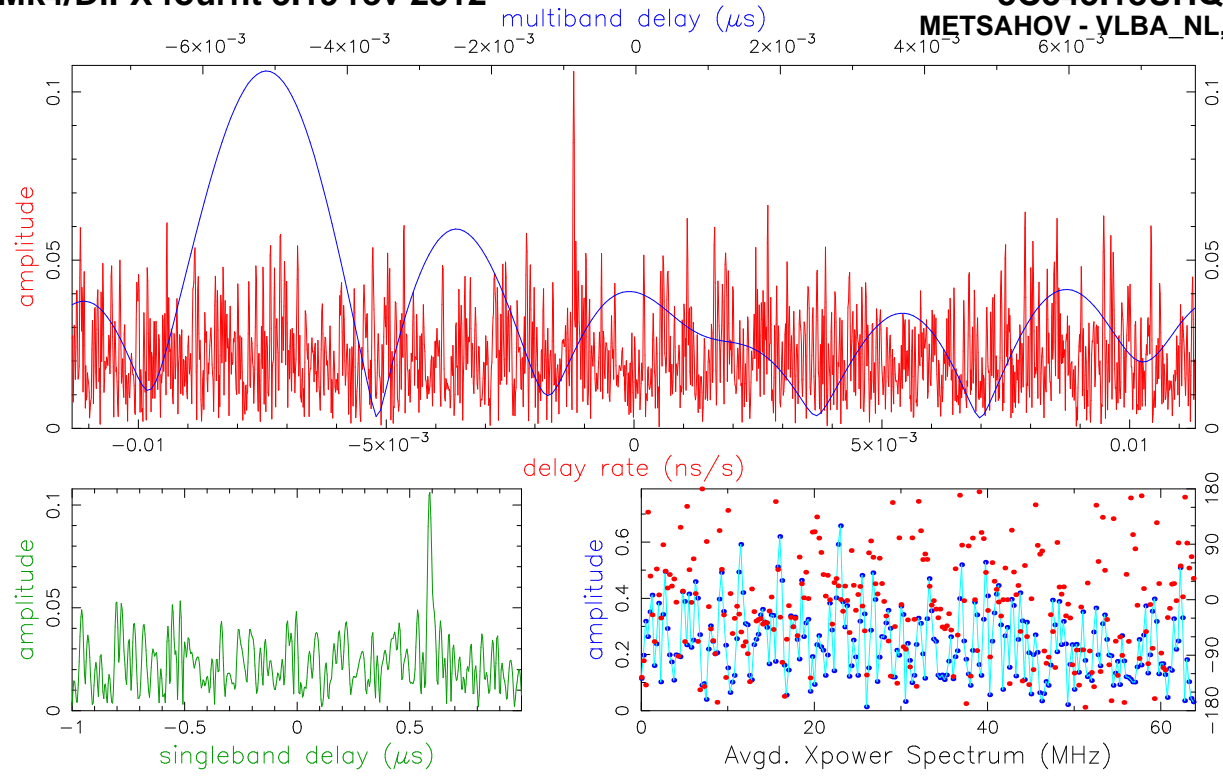 multiband delay (μs)
METSAHOV - VLBA_NL,
−6×10⁻³ −4×10⁻³ −2×10⁻³ 0 2×10⁻³ 4×10⁻³ 6×10⁻³
amplitude
0 0.05 0.1
0 0.05 0.1
−0.01 −5×10⁻³ 0 5×10⁻³ 0.01
delay rate (ns/s)
amplitude
0 0.05 0.1
−1 −0.5 0 0.5
singleband delay (μs)
amplitude
0 0.2 0.4 0.6
−180 −90 0 90 180
0 20 40 60
Avgd. Xpower Spectrum (MHz)